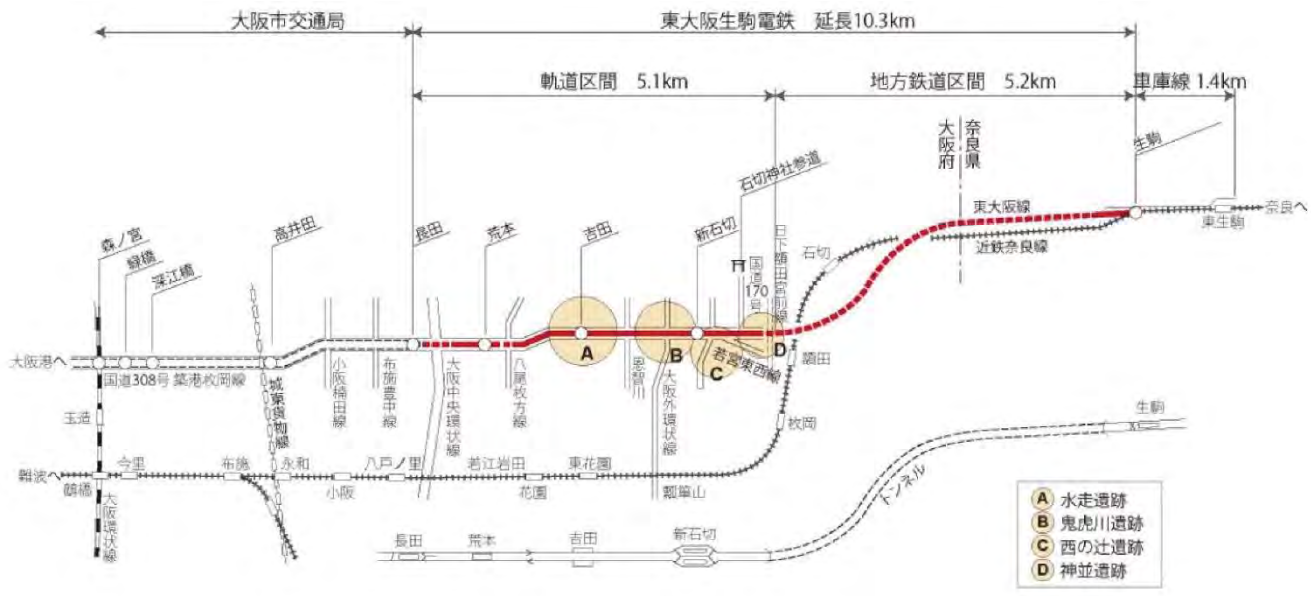 大阪市交通局
東大阪生駒電鉄 延長10.3km
軌道区間 5.1km
地方鉄道区間 5.2km
車庫線 1.4km
大阪府
奈良県
生駒
石切神社参道
東大阪線
奈良へ
東生駒
近鉄奈良線
森ノ宮
緑橋
深江橋
高井田
長田
荒本
吉田
新石切
国道170号
日下額田宮前線
石切
大阪港へ
国道308号 築港枚岡線
城東貨物線
小阪稲田線
布施豊中線
大阪中央環状線
八尾枚方線
A
恩智川
B
大阪外環状線
C
若宮東西線
D
額田
枚岡
玉造
難波へ
鶴橋
今里
布施
永和
小阪
八戸ノ里
若江岩田
花園
東花園
瓢箪山
大阪環状線
生駒
トンネル
長田
荒本
吉田
新石切
A 水走遺跡
B 鬼虎川遺跡
C 西の辻遺跡
D 神並遺跡